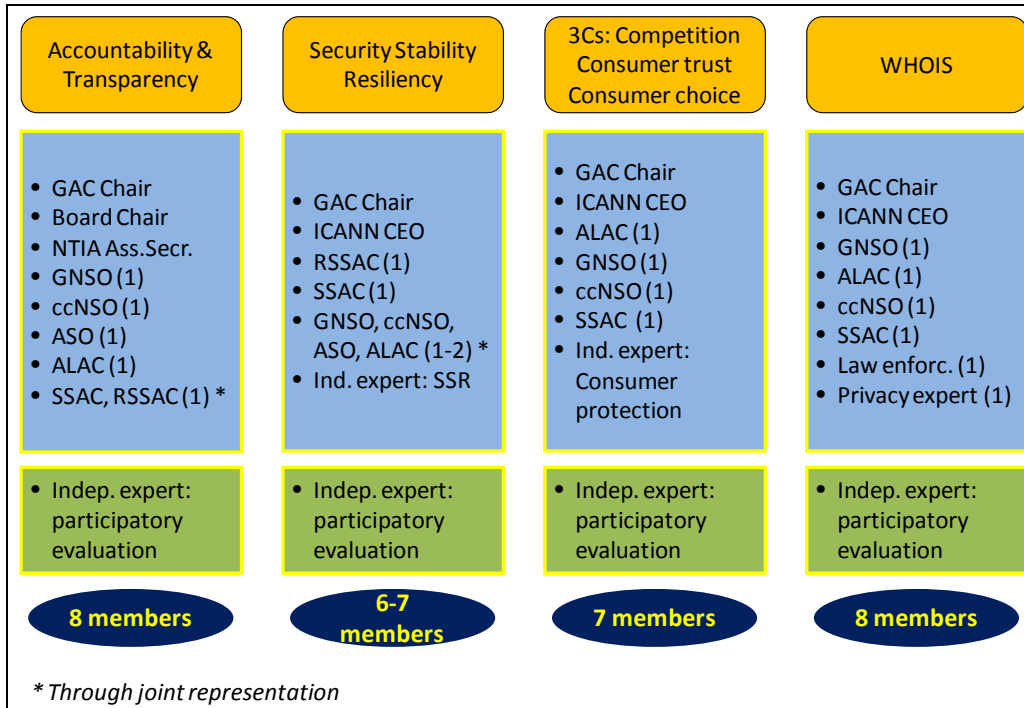 Accountability &
Transparency
Security Stability
Resiliency
3Cs: Competition
Consumer trust
Consumer choice
WHOIS
• GAC Chair
• Board Chair
• NTIA Ass.Secr.
• GNSO (1)
• ccNSO (1)
• ASO (1)
• ALAC (1)
• SSAC, RSSAC (1) *
• GAC Chair
• ICANN CEO
• RSSAC (1)
• SSAC (1)
• GNSO, ccNSO,
ASO, ALAC (1-2) *
• Ind. expert: SSR
• GAC Chair
• ICANN CEO
• ALAC (1)
• GNSO (1)
• ccNSO (1)
• SSAC (1)
• Ind. expert:
Consumer
protection
• GAC Chair
• ICANN CEO
• GNSO (1)
• ALAC (1)
• ccNSO (1)
• SSAC (1)
• Law enforc. (1)
• Privacy expert (1)
• Indep. expert:
participatory
evaluation
• Indep. expert:
participatory
evaluation
• Indep. expert:
participatory
evaluation
• Indep. expert:
participatory
evaluation
8 members
6-7
members
7 members
8 members
* Through joint representation